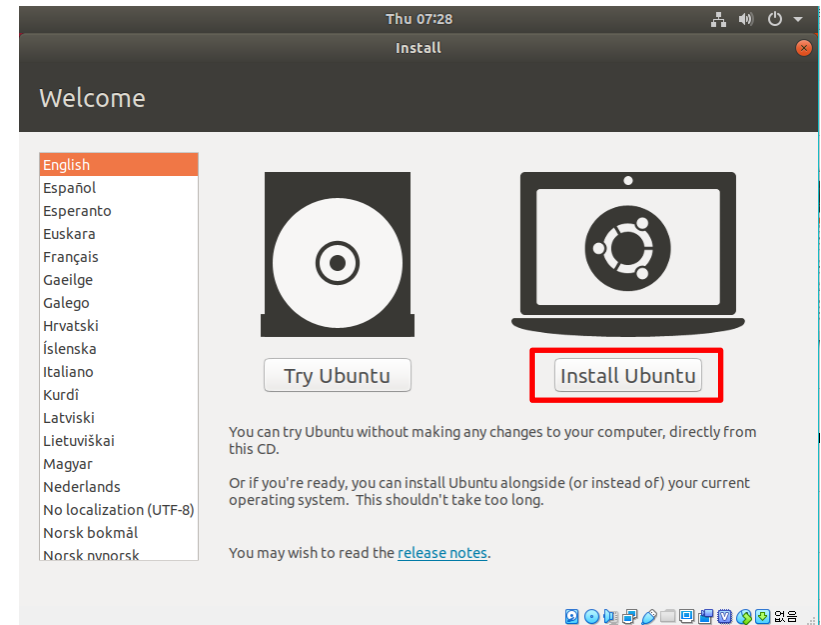 Thu 07:28
Install
Welcome
English
Español
Esperanto
Euskara
Français
Gaeilge
Galego
Hrvatski
Íslenska
Italiano
Kurdî
Latviski
Lietuviškai
Magyar
Nederlands
No localization (UTF-8)
Norsk bokmål
Norsk nynorsk
Try Ubuntu
Install Ubuntu
You can try Ubuntu without making any changes to your computer, directly from
this CD.
Or if you're ready, you can install Ubuntu alongside (or instead of) your current
operating system. This shouldn't take too long.
You may wish to read the release notes.
없음